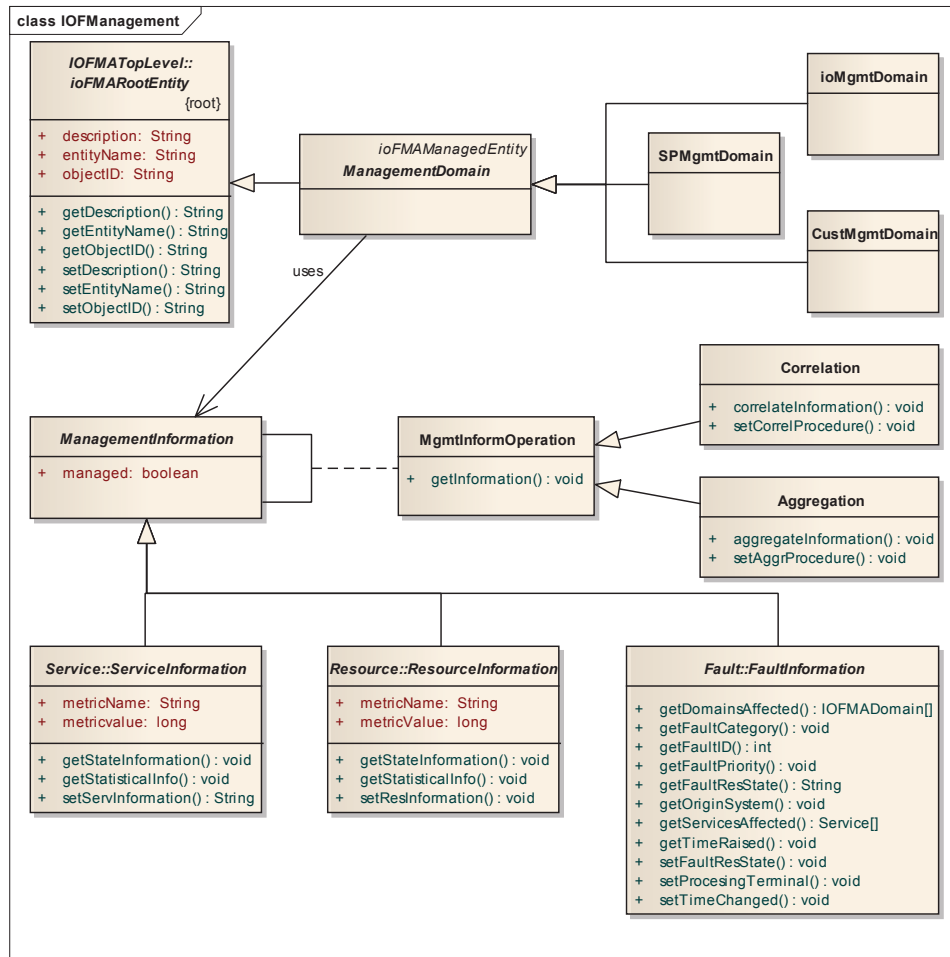 class IOFManagement
IOFMATopLevel::
ioFMARootEntity
{root}
+ description: String
+ entityName: String
+ objectID: String
+ getDescription() : String
+ getEntityName() : String
+ getObjectID() : String
+ setDescription() : String
+ setEntityName() : String
+ setObjectID() : String
ioFMAManagedEntity
ManagementDomain
ioMgmtDomain
SPMgmtDomain
CustMgmtDomain
uses
ManagementInformation
+ managed: boolean
MgmtInformOperation
+ getInformation() : void
Correlation
+ correlateInformation() : void
+ setCorrelProcedure() : void
Aggregation
+ aggregateInformation() : void
+ setAggrProcedure() : void
Service::ServiceInformation
+ metricName: String
+ metricvalue: long
+ getStateInformation() : void
+ getStatisticalInfo() : void
+ setServInformation() : String
Resource::ResourceInformation
+ metricName: String
+ metricValue: long
+ getStateInformation() : void
+ getStatisticalInfo() : void
+ setResInformation() : void
Fault::FaultInformation
+ getDomainsAffected() : IOFMADomain[]
+ getFaultCategory() : void
+ getFaultID() : int
+ getFaultPriority() : void
+ getFaultResState() : String
+ getOriginSystem() : void
+ getServicesAffected() : Service[]
+ getTimeRaised() : void
+ setFaultResState() : void
+ setProcesingTerminal() : void
+ setTimeChanged() : void